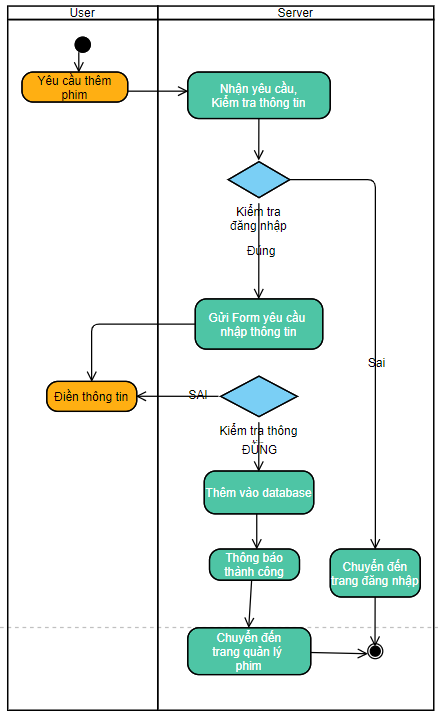 User
Server
Yêu cầu thêm
phim
Nhận yêu cầu,
Kiểm tra thông tin
Kiểm tra
đăng nhập
Đúng
Gửi Form yêu cầu
nhập thông tin
Sai
Điền thông tin
SAI
Kiểm tra thông
ĐÚNG
Thêm vào database
Thông báo
thành công
Chuyển đến
trang đăng nhập
Chuyển đến
trang quản lý
phim